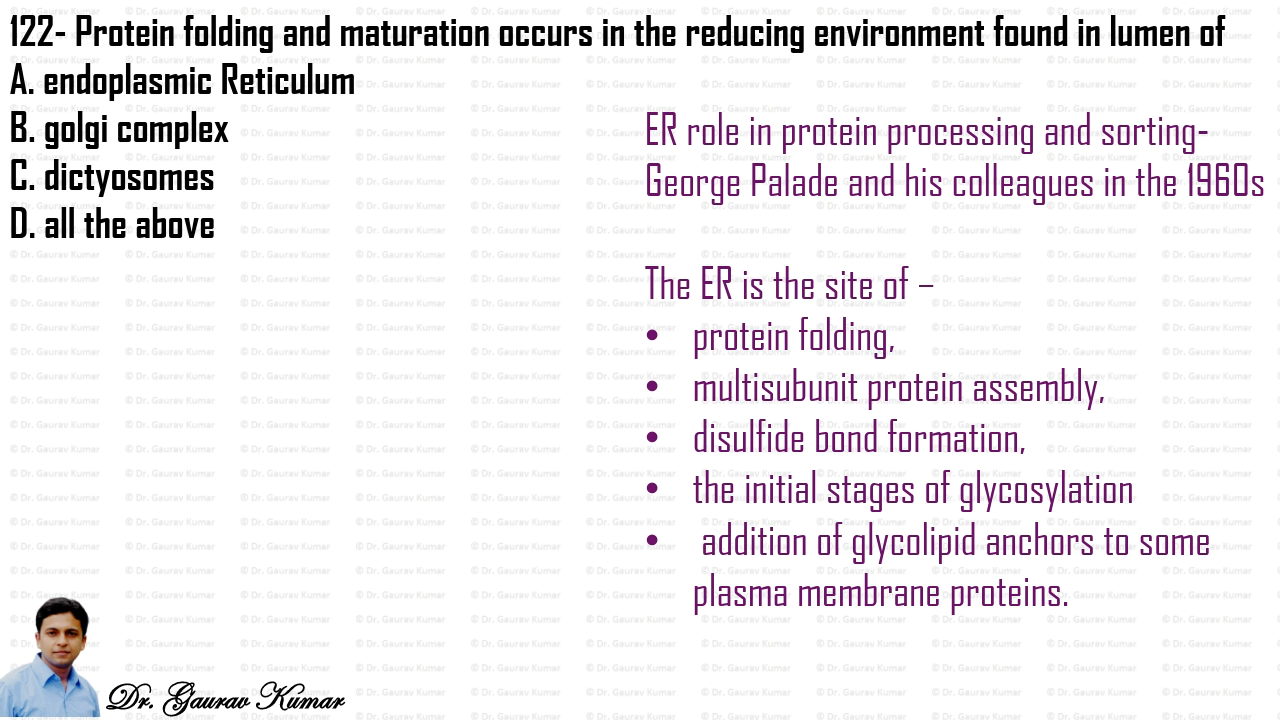 122- Protein folding and maturation occurs in the reducing environment found in lumen of
A. endoplasmic Reticulum
B. golgi complex
C. dictyosomes
D. all the above
ER role in protein processing and sorting-
George Palade and his colleagues in the 1960s
The ER is the site of –
• protein folding,
• multisubunit protein assembly,
• disulfide bond formation,
• the initial stages of glycosylation
• addition of glycolipid anchors to some
plasma membrane proteins.
Dr. Gaurav Kumar
© Dr. Gaurav Kumar